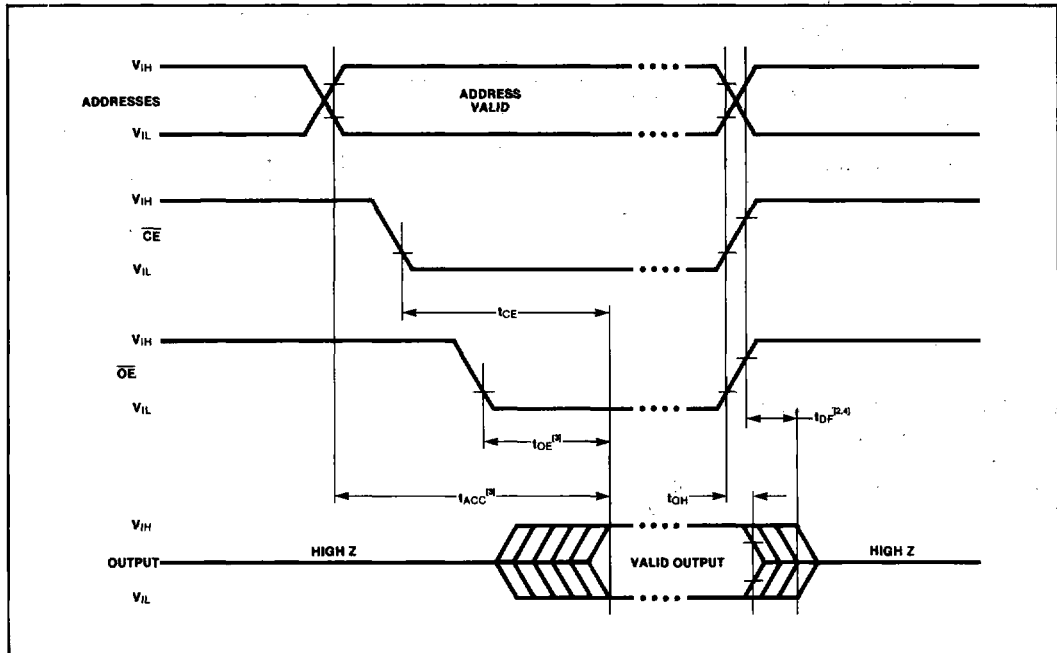 VIH
ADDRESSES
ADDRESS
VALID
VIL
VIH
CE
VIL
tCE
VIH
OE
VIL
tDF[2,4]
tOE[3]
tACC[3]
tOH
VIH
OUTPUT
HIGH Z
VALID OUTPUT
HIGH Z
VIL